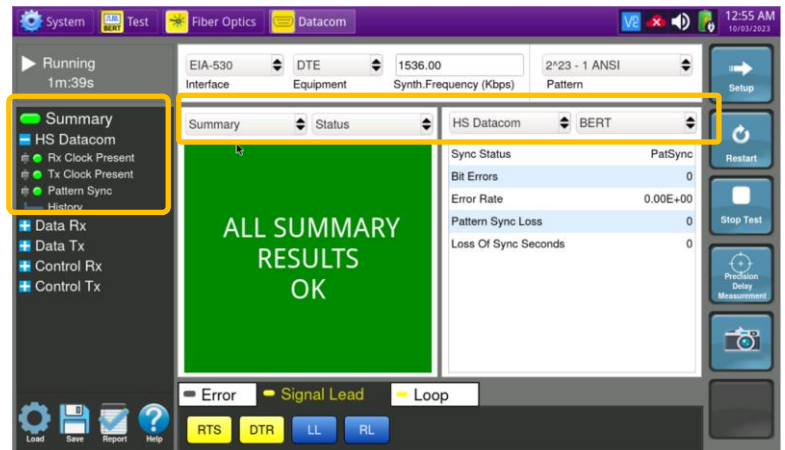 System
AM
BERT
Test
Fiber Optics
Datacom
V2
12:55 AM
10/03/2023
Running
1m:39s
EIA-530
DTE
1536.00
2^23 - 1 ANSI
Interface
Equipment
Synth.Frequency (Kbps)
Pattern
Setup
Summary
HS Datacom
Rx Clock Present
Tx Clock Present
Pattern Sync
History
Data Rx
Data Tx
Control Rx
Control Tx
Summary
Status
HS Datacom
BERT
ALL SUMMARY
RESULTS
OK
Sync Status PatSync
Bit Errors 0
Error Rate 0.00E+00
Pattern Sync Loss 0
Loss Of Sync Seconds 0
Restart
Stop Test
Precision
Delay
Measurement
Error
Signal Lead
Loop
RTS
DTR
LL
RL
Load
Save
Report
Help